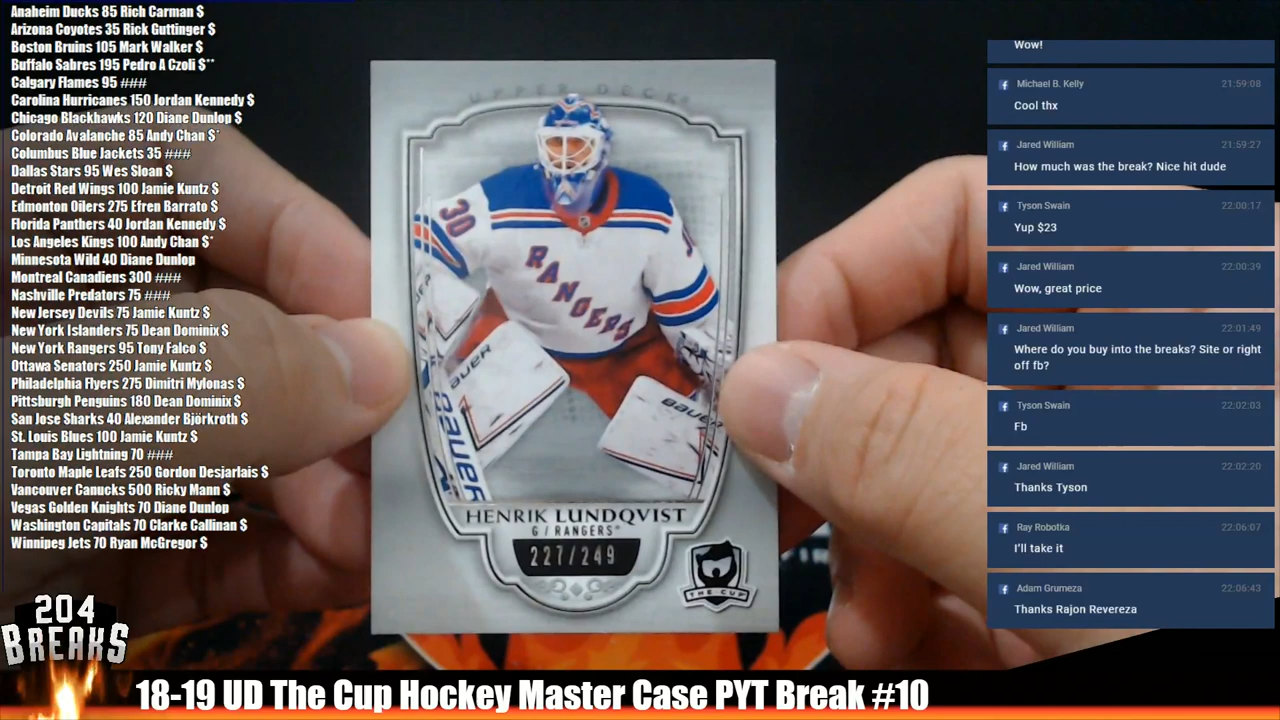 Anaheim Ducks 85 Rich Carman $
Arizona Coyotes 35 Rick Guttinger $
Boston Bruins 105 Mark Walker $
Buffalo Sabres 195 Pedro A Czoli $**
Calgary Flames 95 ###
Carolina Hurricanes 150 Jordan Kennedy $
Chicago Blackhawks 120 Diane Dunlop $
Colorado Avalanche 85 Andy Chan $*
Columbus Blue Jackets 35 ###
Dallas Stars 95 Wes Sloan $
Detroit Red Wings 100 Jamie Kuntz $
Edmonton Oilers 275 Efren Barrato $
Florida Panthers 40 Jordan Kennedy $
Los Angeles Kings 100 Andy Chan $*
Minnesota Wild 40 Diane Dunlop
Montreal Canadiens 300 ###
Nashville Predators 75 ###
New Jersey Devils 75 Jamie Kuntz $
New York Islanders 75 Dean Dominix $
New York Rangers 95 Tony Falco $
Ottawa Senators 250 Jamie Kuntz $
Philadelphia Flyers 275 Dimitri Mylonas $
Pittsburgh Penguins 180 Dean Dominix $
San Jose Sharks 40 Alexander Björkroth $
St. Louis Blues 100 Jamie Kuntz $
Tampa Bay Lightning 70 ###
Toronto Maple Leafs 250 Gordon Desjarlais $
Vancouver Canucks 500 Ricky Mann $
Vegas Golden Knights 70 Diane Dunlop
Washington Capitals 70 Clarke Callinan $
Winnipeg Jets 70 Ryan McGregor $
204
BREAKS
UPPER DECK
30
RANGERS
BAUER
BAUER
BAUER
HENRIK LUNDQVIST
G / RANGERS
227/249
THE CUP
Wow!
Michael B. Kelly 21:59:08
Cool thx
Jared William 21:59:27
How much was the break? Nice hit dude
Tyson Swain 22:00:17
Yup $23
Jared William 22:00:39
Wow, great price
Jared William 22:01:49
Where do you buy into the breaks? Site or right
off fb?
Tyson Swain 22:02:03
Fb
Jared William 22:02:20
Thanks Tyson
Ray Robotka 22:06:07
I'll take it
Adam Grumeza 22:06:43
Thanks Rajon Revereza
18-19 UD The Cup Hockey Master Case PYT Break #10